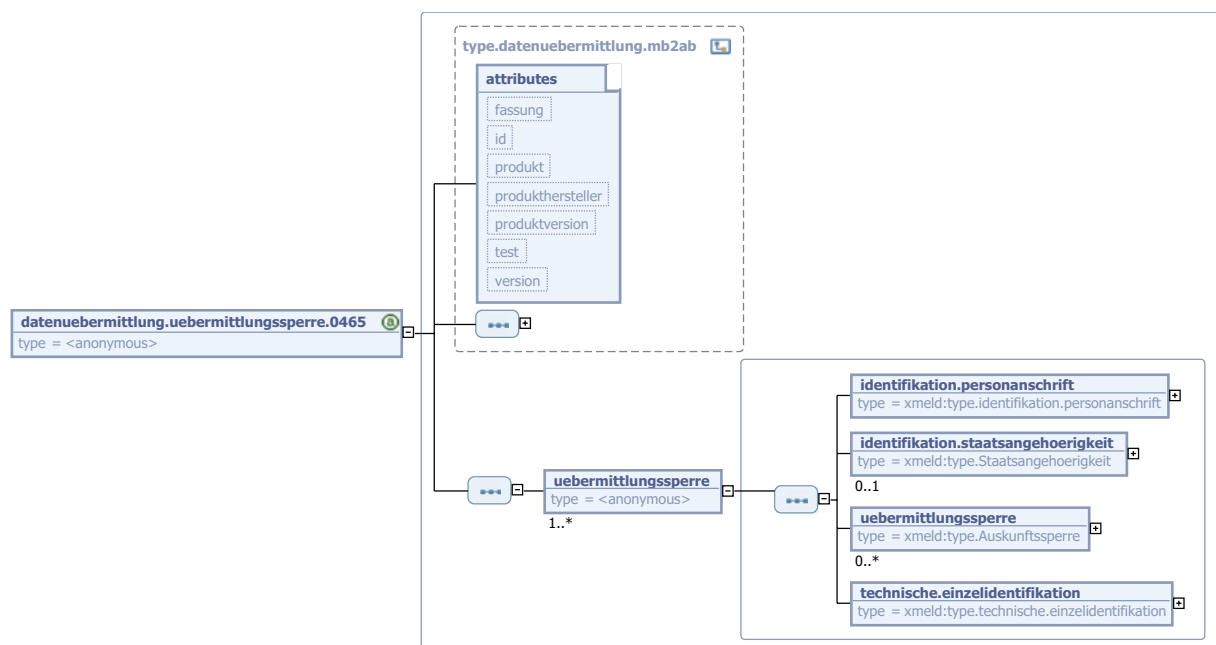 type.datenuebermittlung.mb2ab
attributes
fassung
id
produkt
produkthersteller
produktversion
test
version
datenuebermittlung.uebermittlungssperre.0465
type = <anonymous>
uebermittlungssperre
type = <anonymous>
1..*
identifikation.personanschrift
type = xmeld:type.identifikation.personanschrift
identifikation.staatsangehoerigkeit
type = xmeld:type.Staatsangehoerigkeit
0..1
uebermittlungssperre
type = xmeld:type.Auskunftssperre
0..*
technische.einzelidentifikation
type = xmeld:type.technische.einzelidentifikation